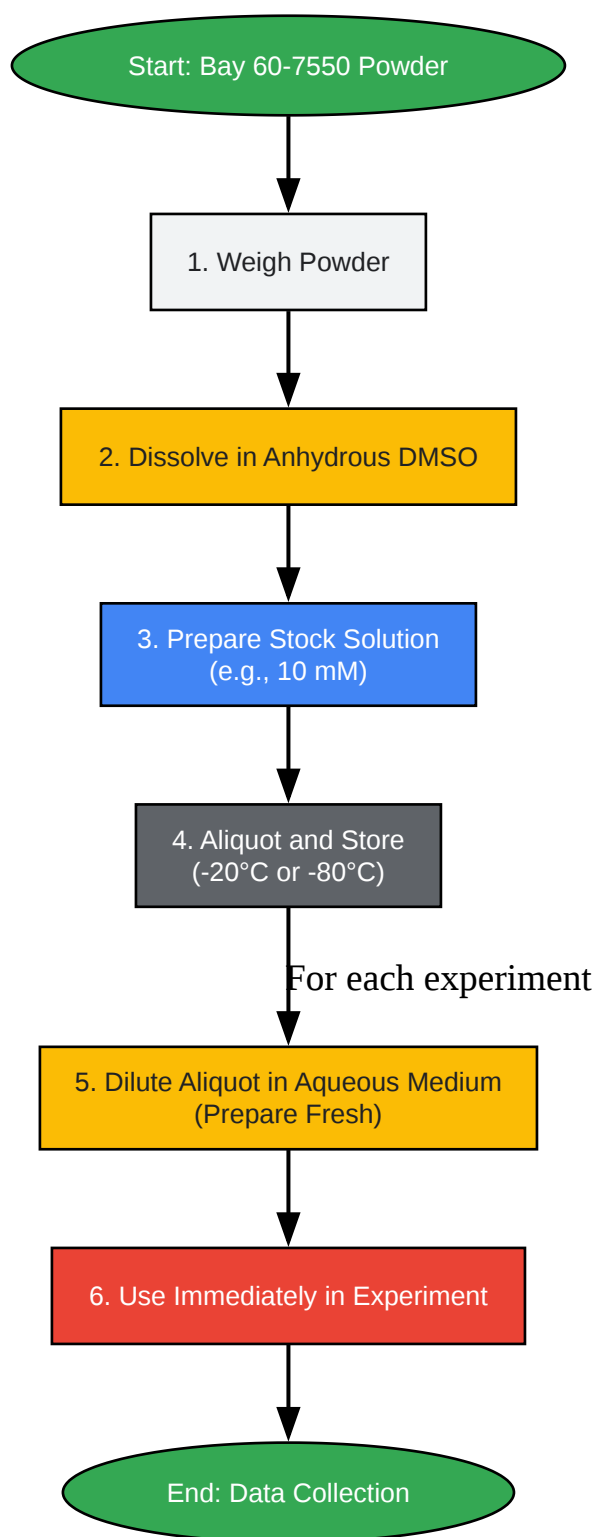 Start: Bay 60-7550 Powder
1. Weigh Powder
2. Dissolve in Anhydrous DMSO
3. Prepare Stock Solution
(e.g., 10 mM)
4. Aliquot and Store
(-20°C or -80°C)
For each experiment
5. Dilute Aliquot in Aqueous Medium
(Prepare Fresh)
6. Use Immediately in Experiment
End: Data Collection